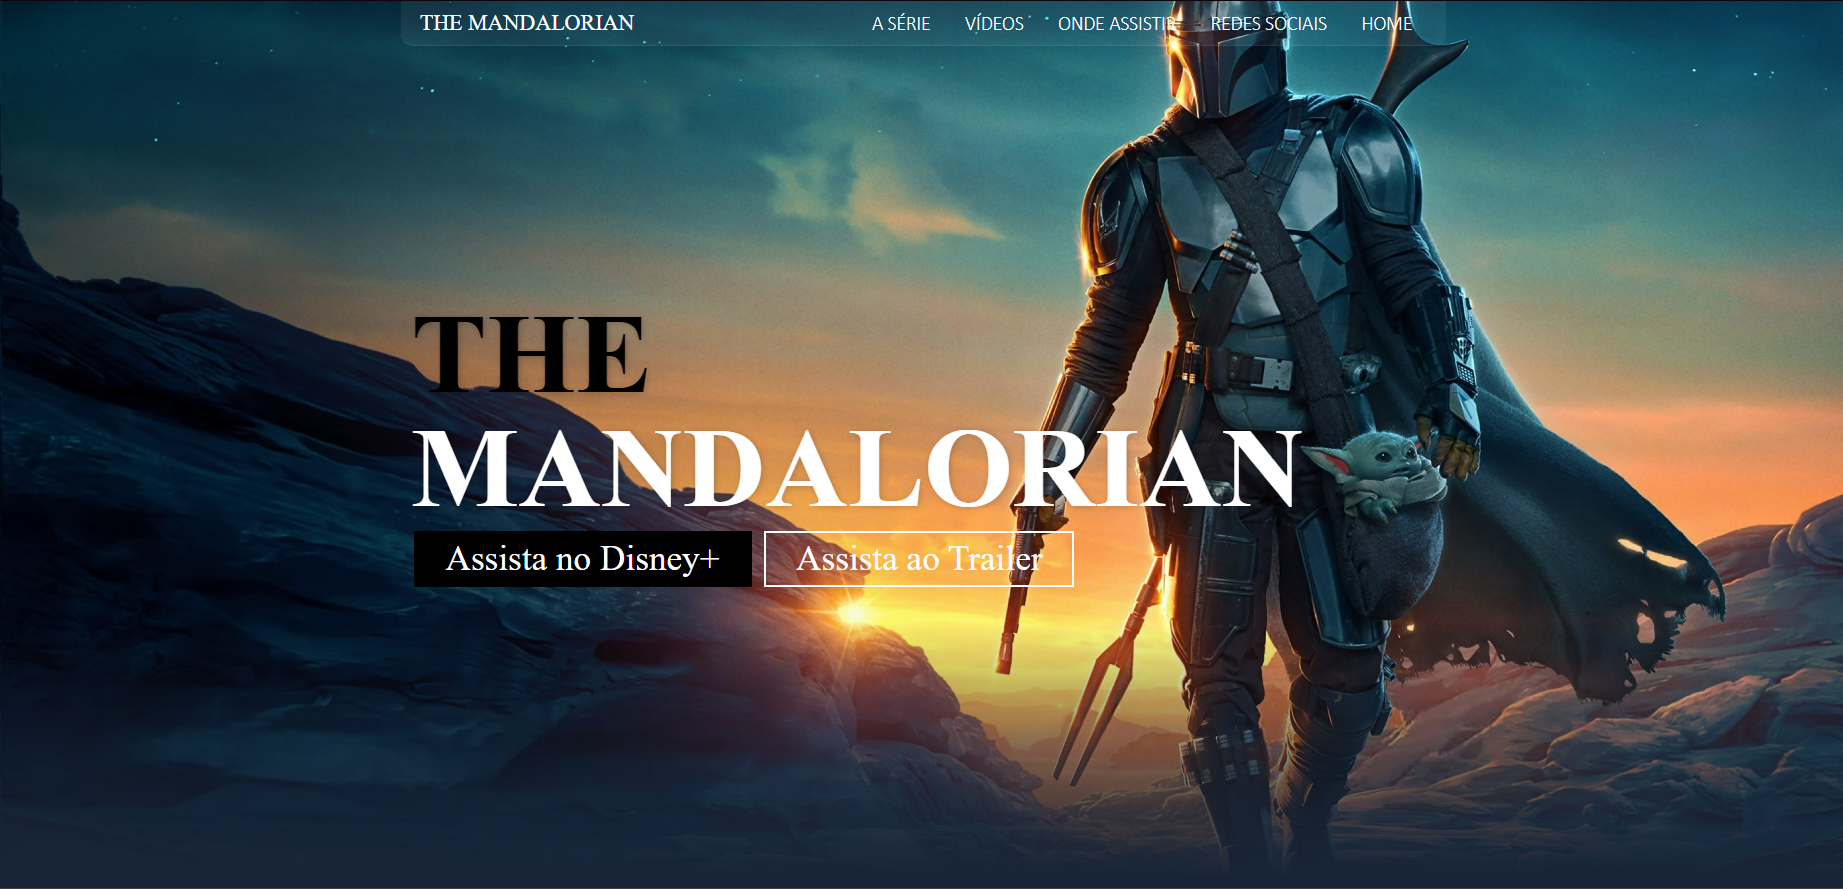 THE MANDALORIAN A SÉRIE VÍDEOS ONDE ASSISTIR REDES SOCIAIS HOME
THE
MANDALORIAN
Assista no Disney+ Assista ao Trailer